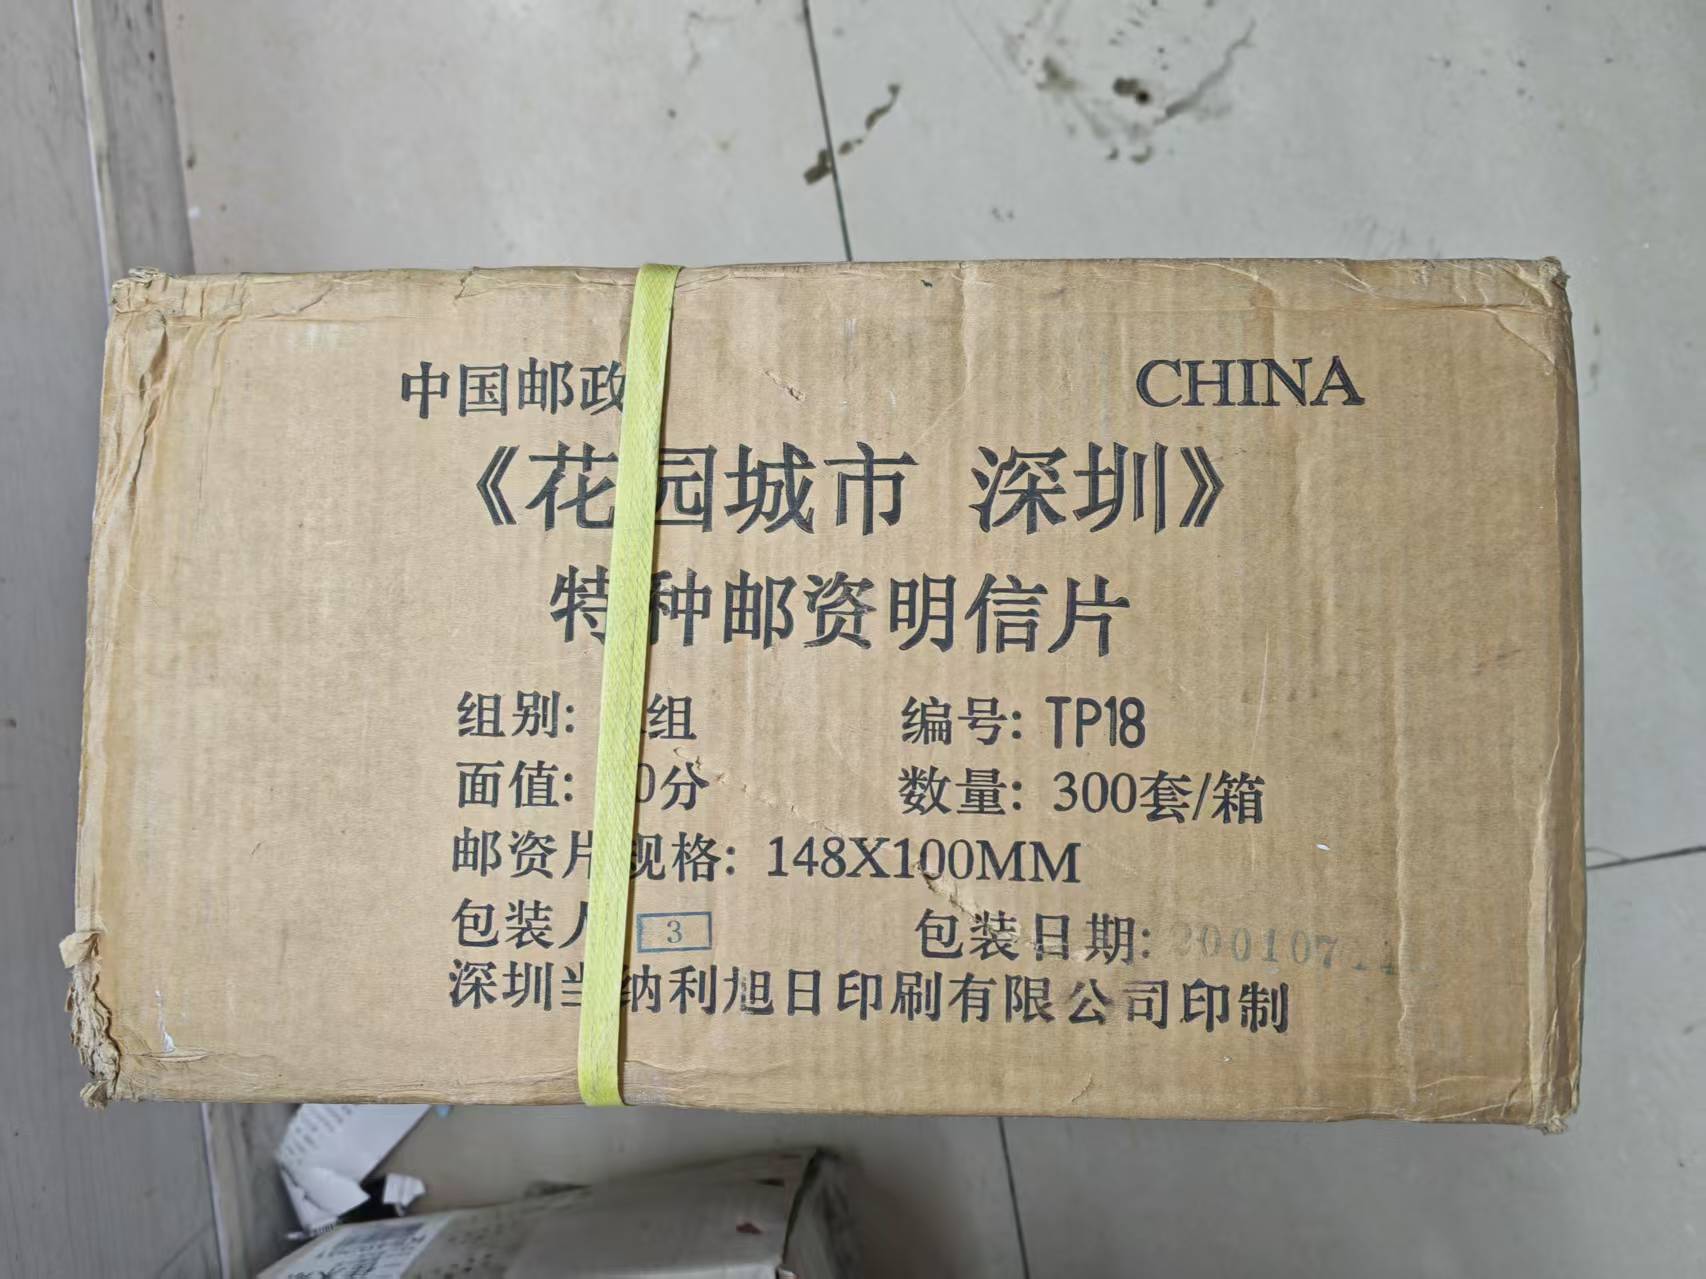 中国邮政 CHINA
《花园城市 深圳》
特种邮资明信片
组别: 组 编号: TP18
面值: 0分 数量: 300套/箱
邮资片规格: 148X100MM
包装人 3 包装日期: 200107
深圳当纳利旭日印刷有限公司印制